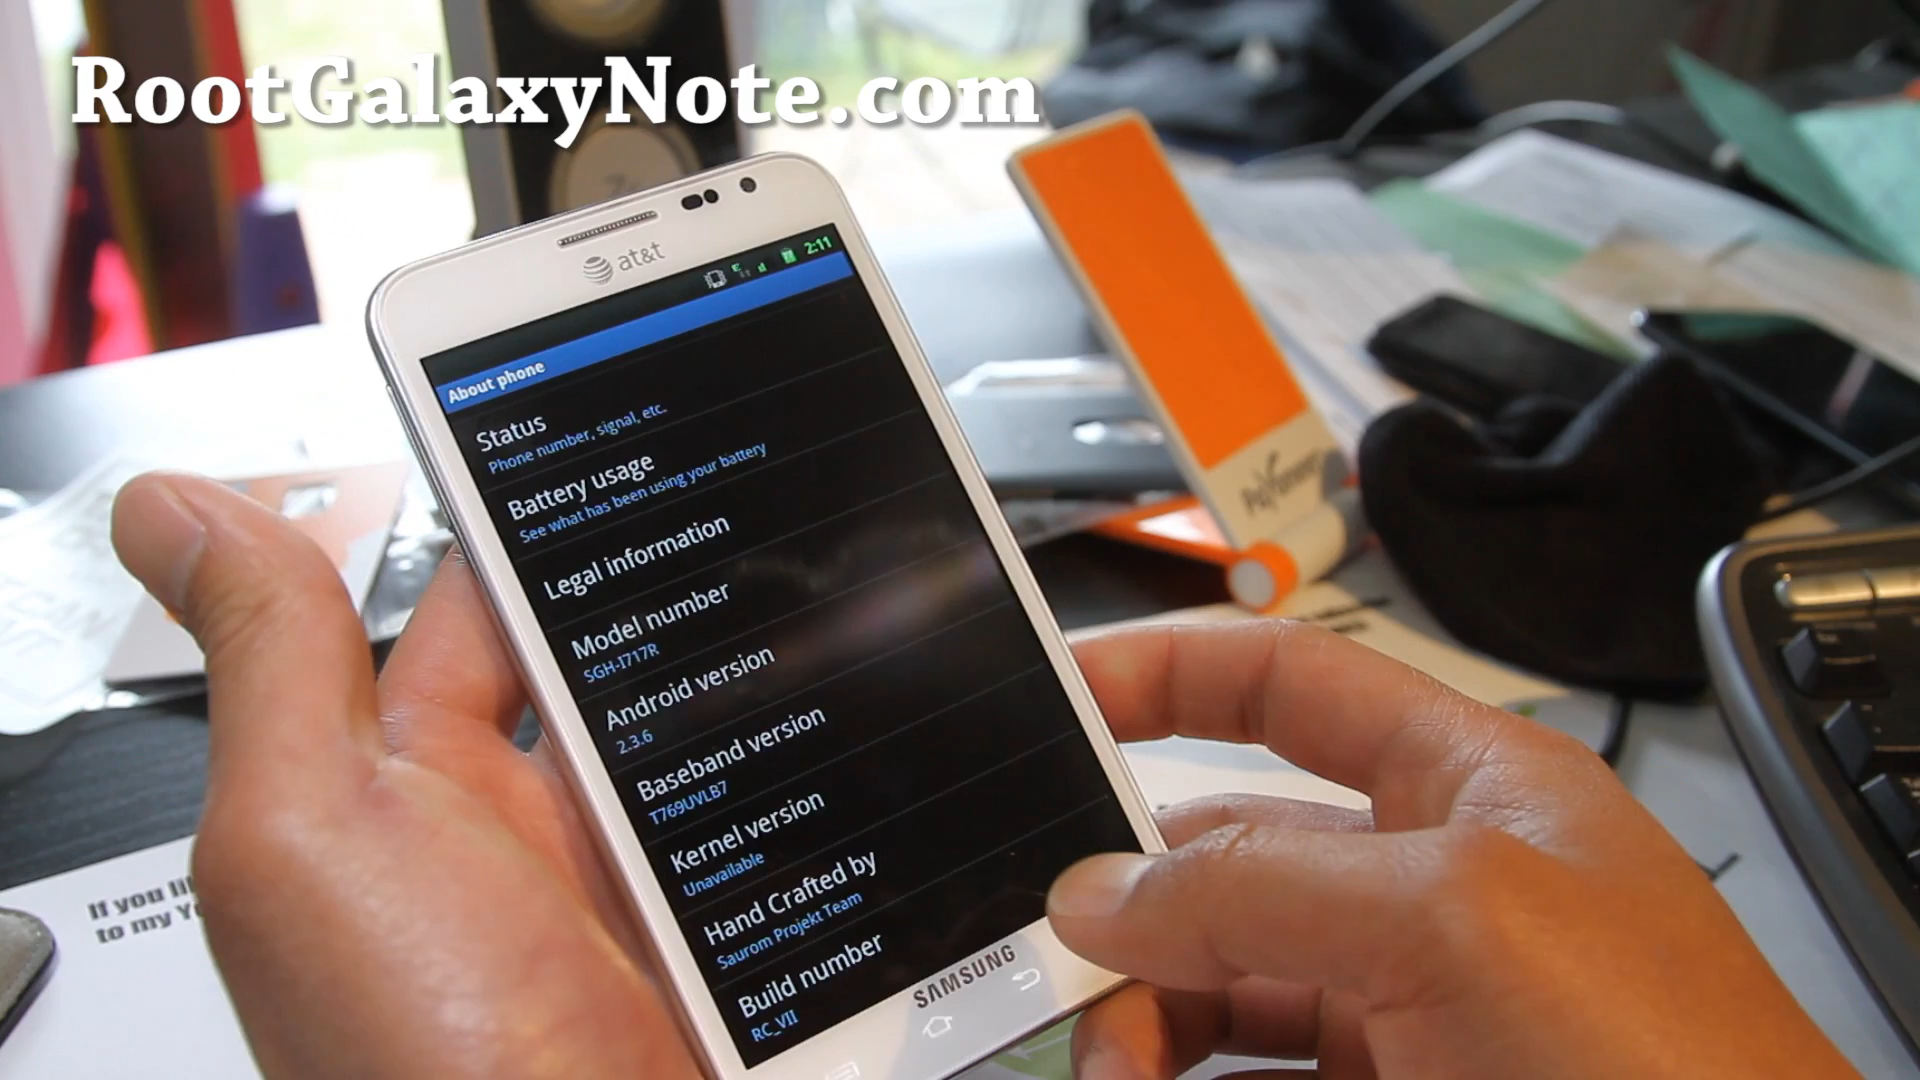 RootGalaxyNote.com
at&t
2:11
About phone
Status
Phone number, signal, etc.
Battery usage
See what has been using your battery
Legal information
Model number
SGH-I717R
Android version
2.3.6
Baseband version
T769UVLB7
Kernel version
Unavailable
Hand Crafted by
Saurom Projekt Team
Build number
RC_VII
SAMSUNG
If you li
to my Y